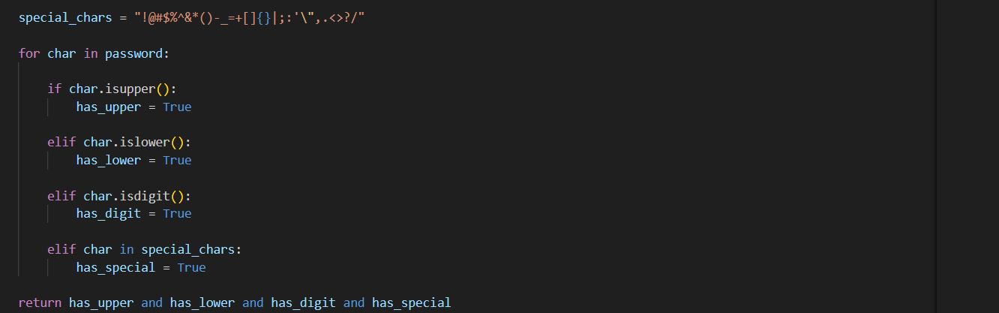 special_chars = "!@#$%^&*()-_=+[]{}|;:'\",.<>?/"
for char in password:
if char.isupper():
has_upper = True
elif char.islower():
has_lower = True
elif char.isdigit():
has_digit = True
elif char in special_chars:
has_special = True
return has_upper and has_lower and has_digit and has_special